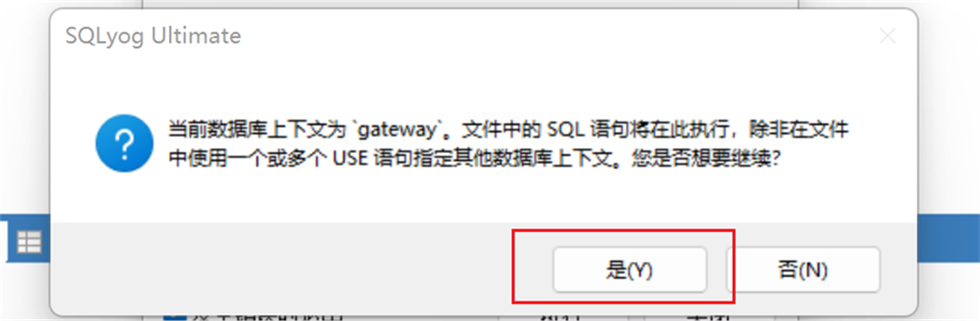 SQLyog Ultimate
当前数据库上下文为 `gateway`。文件中的 SQL 语句将在此执行，除非在文件
中使用一个或多个 USE 语句指定其他数据库上下文。您是否想要继续？
是(Y)
否(N)